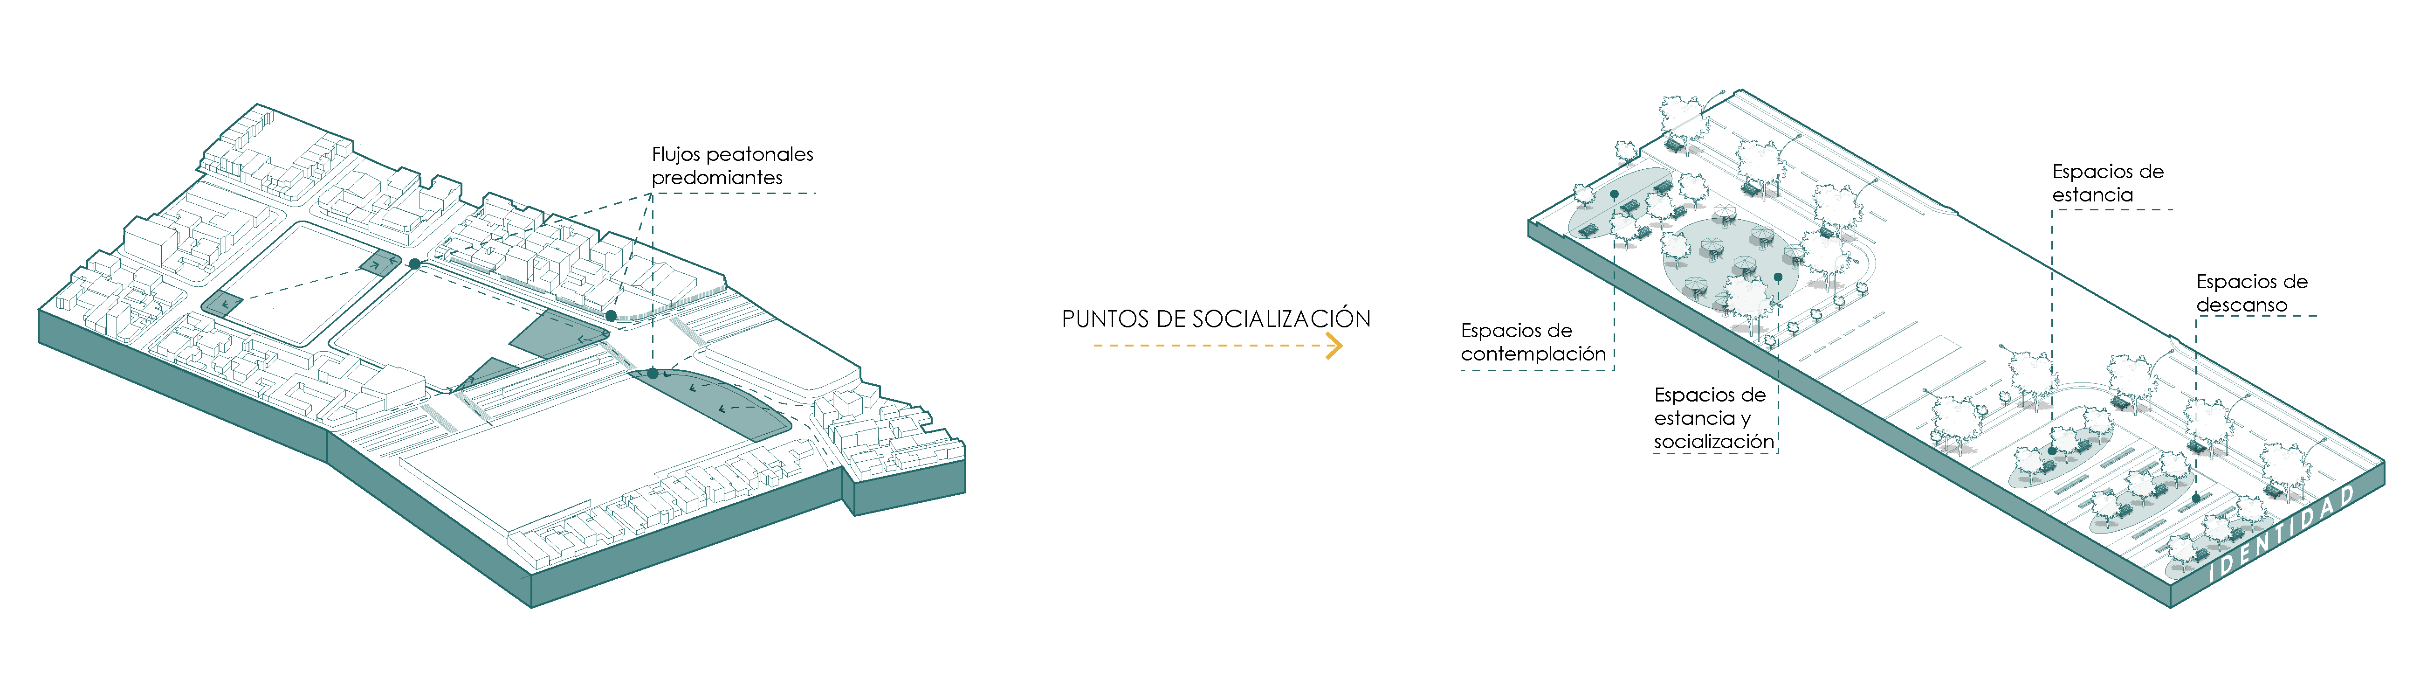 Flujos peatonales
predomiantes
PUNTOS DE SOCIALIZACIÓN
Espacios de
contemplación
Espacios de
estancia y
socialización
Espacios de
estancia
Espacios de
descanso
IDENTIDAD